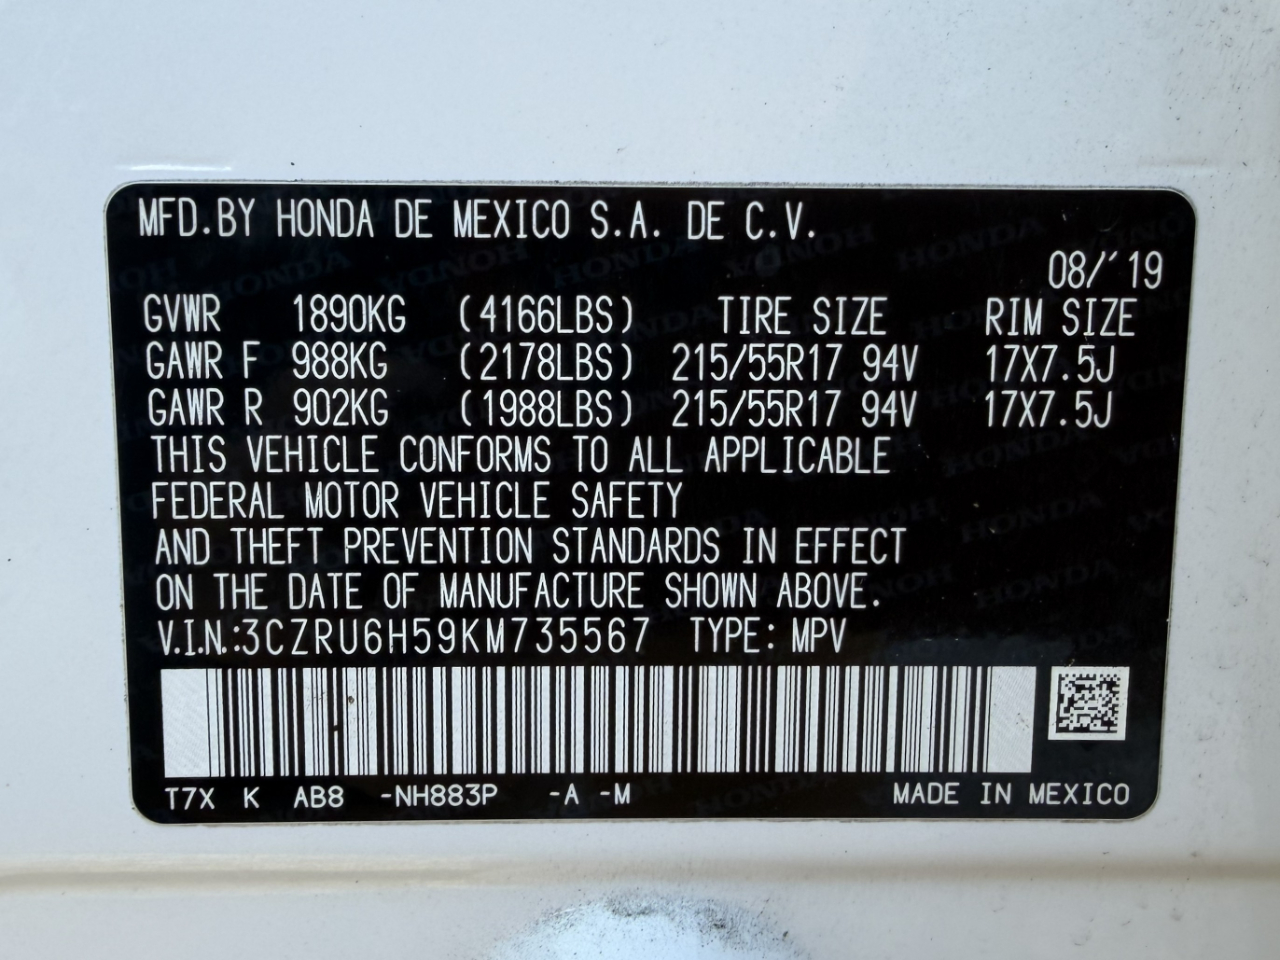 MFD.BY HONDA DE MEXICO S.A. DE C.V.
08/'19
GVWR 1890KG (4166LBS) TIRE SIZE RIM SIZE
GAWR F 988KG (2178LBS) 215/55R17 94V 17X7.5J
GAWR R 902KG (1988LBS) 215/55R17 94V 17X7.5J
THIS VEHICLE CONFORMS TO ALL APPLICABLE
FEDERAL MOTOR VEHICLE SAFETY
AND THEFT PREVENTION STANDARDS IN EFFECT
ON THE DATE OF MANUFACTURE SHOWN ABOVE.
V.I.N.:3CZRU6H59KM735567 TYPE: MPV
T7X K AB8 -NH883P -A -M MADE IN MEXICO